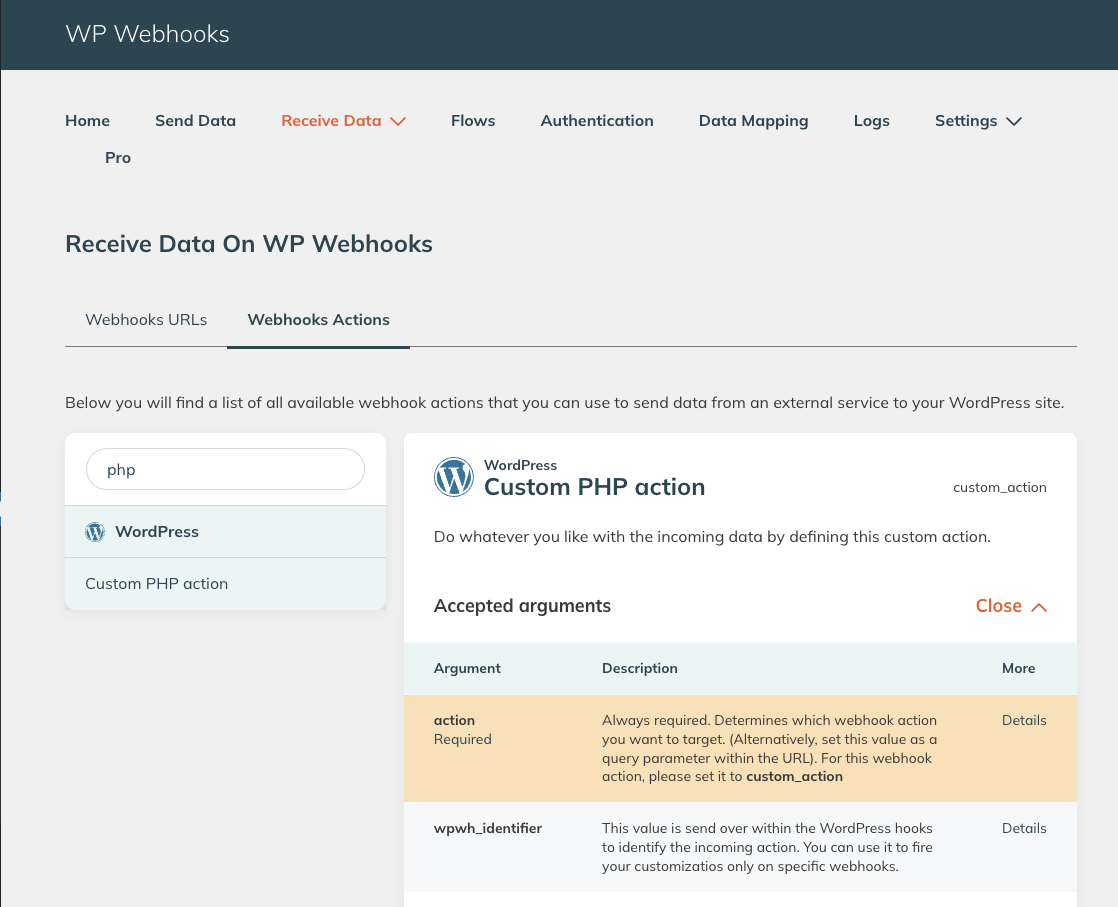 WP Webhooks
Home Send Data Receive Data Flows Authentication Data Mapping Logs Settings
Pro
Receive Data On WP Webhooks
Webhooks URLs Webhooks Actions
Below you will find a list of all available webhook actions that you can use to send data from an external service to your WordPress site.
php
WordPress
Custom PHP action
WordPress
Custom PHP action
custom_action
Do whatever you like with the incoming data by defining this custom action.
Accepted arguments Close
Argument Description More
action
Required
Always required. Determines which webhook action
you want to target. (Alternatively, set this value as a
query parameter within the URL). For this webhook
action, please set it to custom_action
Details
wpwh_identifier
This value is send over within the WordPress hooks
to identify the incoming action. You can use it to fire
your customizatios only on specific webhooks.
Details